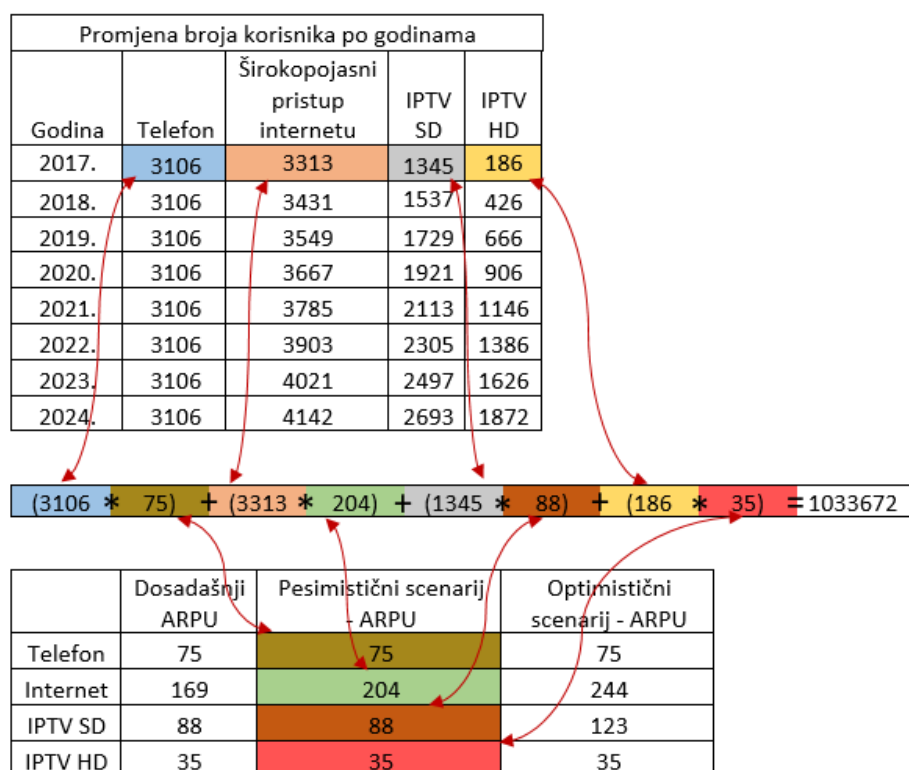 Promjena broja korisnika po godinama
Godina Telefon Širokopojasni pristup internetu IPTV SD IPTV HD
2017. 3106 3313 1345 186
2018. 3106 3431 1537 426
2019. 3106 3549 1729 666
2020. 3106 3667 1921 906
2021. 3106 3785 2113 1146
2022. 3106 3903 2305 1386
2023. 3106 4021 2497 1626
2024. 3106 4142 2693 1872
(3106 * 75) + (3313 * 204) + (1345 * 88) + (186 * 35) = 1033672
Dosadašnji ARPU Pesimistični scenarij - ARPU Optimistični scenarij - ARPU
Telefon 75 75 75
Internet 169 204 244
IPTV SD 88 88 123
IPTV HD 35 35 35